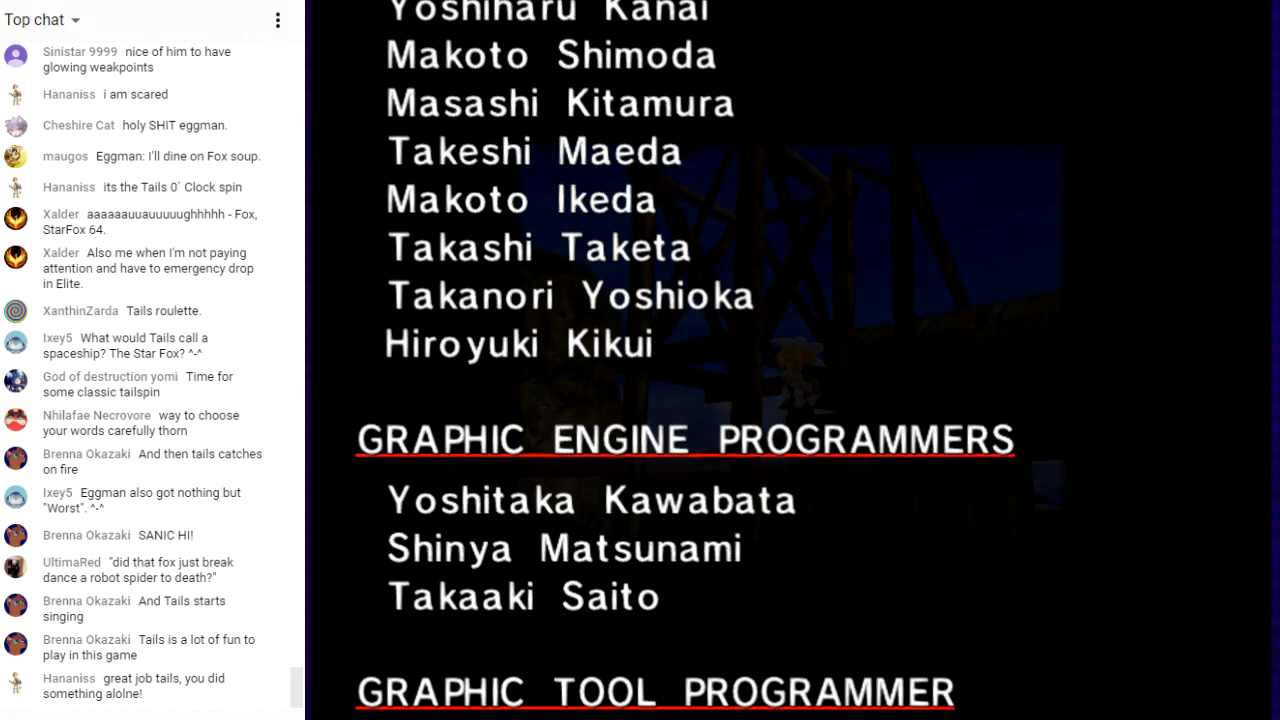 Top chat
Sinistar 9999 nice of him to have
glowing weakpoints
Hananiss i am scared
Cheshire Cat holy SHIT eggman.
maugos Eggman: I'll dine on Fox soup.
Hananiss its the Tails 0` Clock spin
Xalder aaaaaauuauuuuughhhhh - Fox,
StarFox 64.
Xalder Also me when I'm not paying
attention and have to emergency drop
in Elite.
XanthinZarda Tails roulette.
Ixey5 What would Tails call a
spaceship? The Star Fox? ^-^
God of destruction yomi Time for
some classic tailspin
Nhilafae Necrovore way to choose
your words carefully thorn
Brenna Okazaki And then tails catches
on fire
Ixey5 Eggman also got nothing but
"Worst". ^-^
Brenna Okazaki SANIC HI!
UltimaRed "did that fox just break
dance a robot spider to death?"
Brenna Okazaki And Tails starts
singing
Brenna Okazaki Tails is a lot of fun to
play in this game
Hananiss great job tails, you did
something alolne!
Yoshiharu Kanai
Makoto Shimoda
Masashi Kitamura
Takeshi Maeda
Makoto Ikeda
Takashi Taketa
Takanori Yoshioka
Hiroyuki Kikui
GRAPHIC ENGINE PROGRAMMERS
Yoshitaka Kawabata
Shinya Matsunami
Takaaki Saito
GRAPHIC TOOL PROGRAMMER